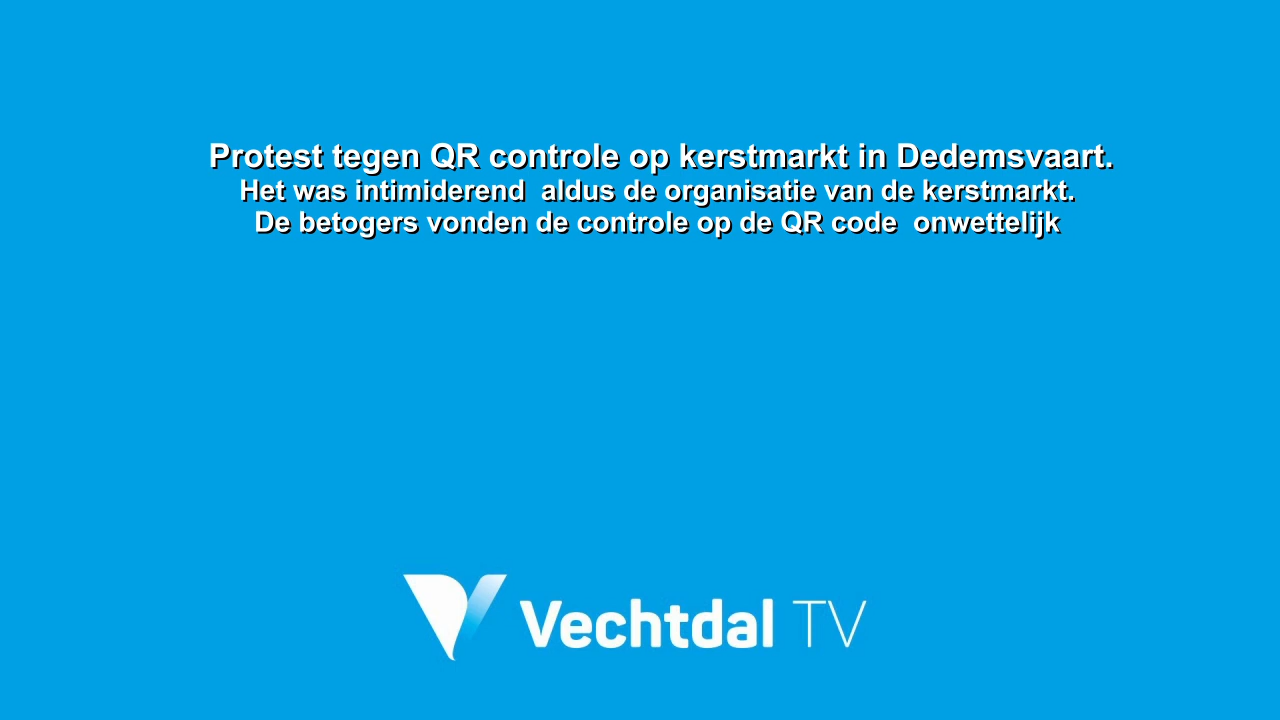 Protest tegen QR controle op kerstmarkt in Dedemsvaart.
Het was intimiderend  aldus de organisatie van de kerstmarkt.
De betogers vonden de controle op de QR code  onwettelijk
Vechtdal TV